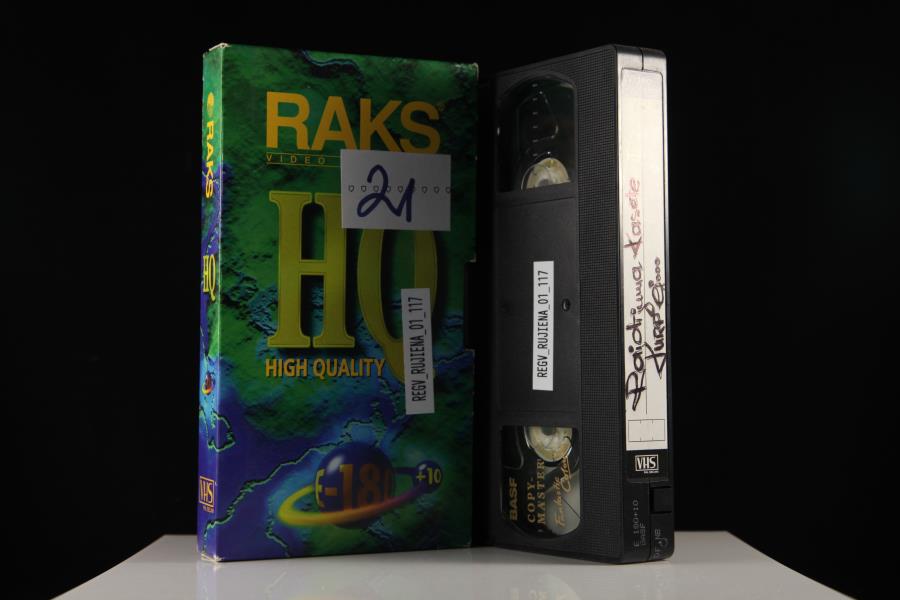 RAKS
HQ
VHS
RAKS
VIDEO
21
HQ
HIGH QUALITY
REGV_RUJIENA_01_117
E-180
+10
REGV_RUJIENA_01_117
BASF
COPY-
MASTER
Raidījuma kasete
VHS
E 180+10